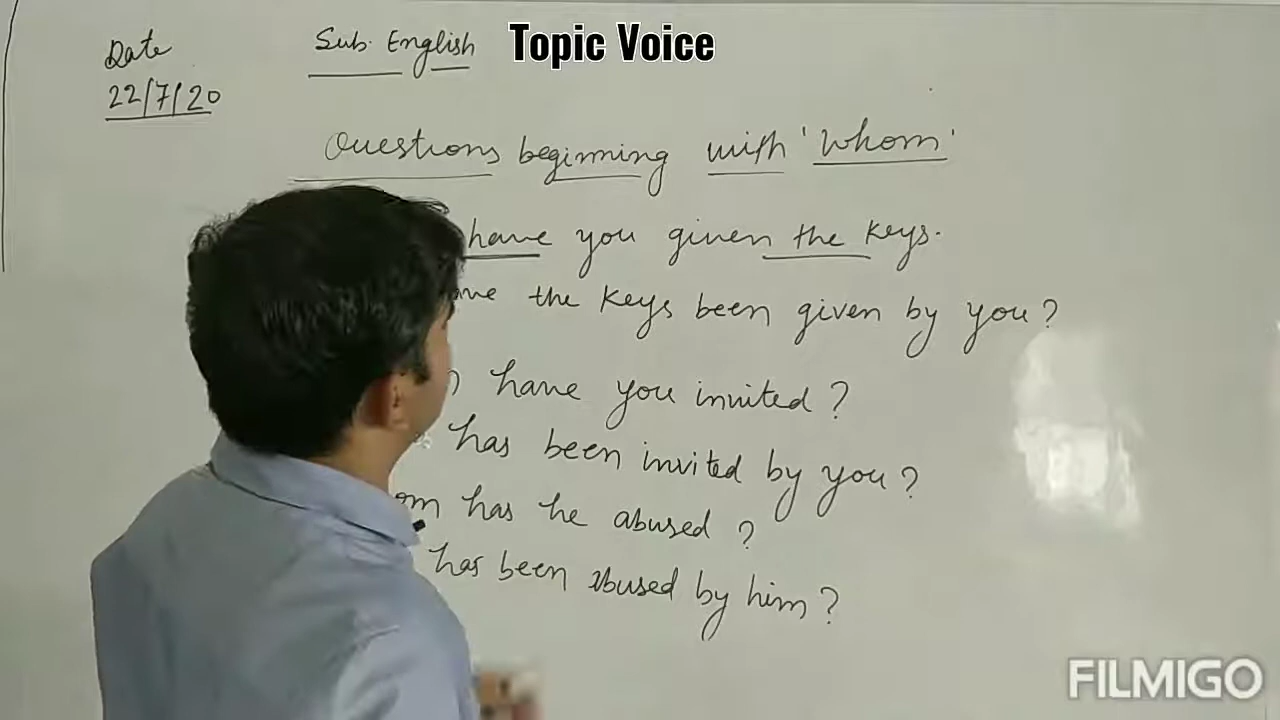 Date
22/7/20
Sub. English
Topic Voice
Questions beginning with 'Whom'
have you given the keys.
the keys been given by you?
have you invited?
has been invited by you?
has he abused?
has been abused by him?
FILMIGO